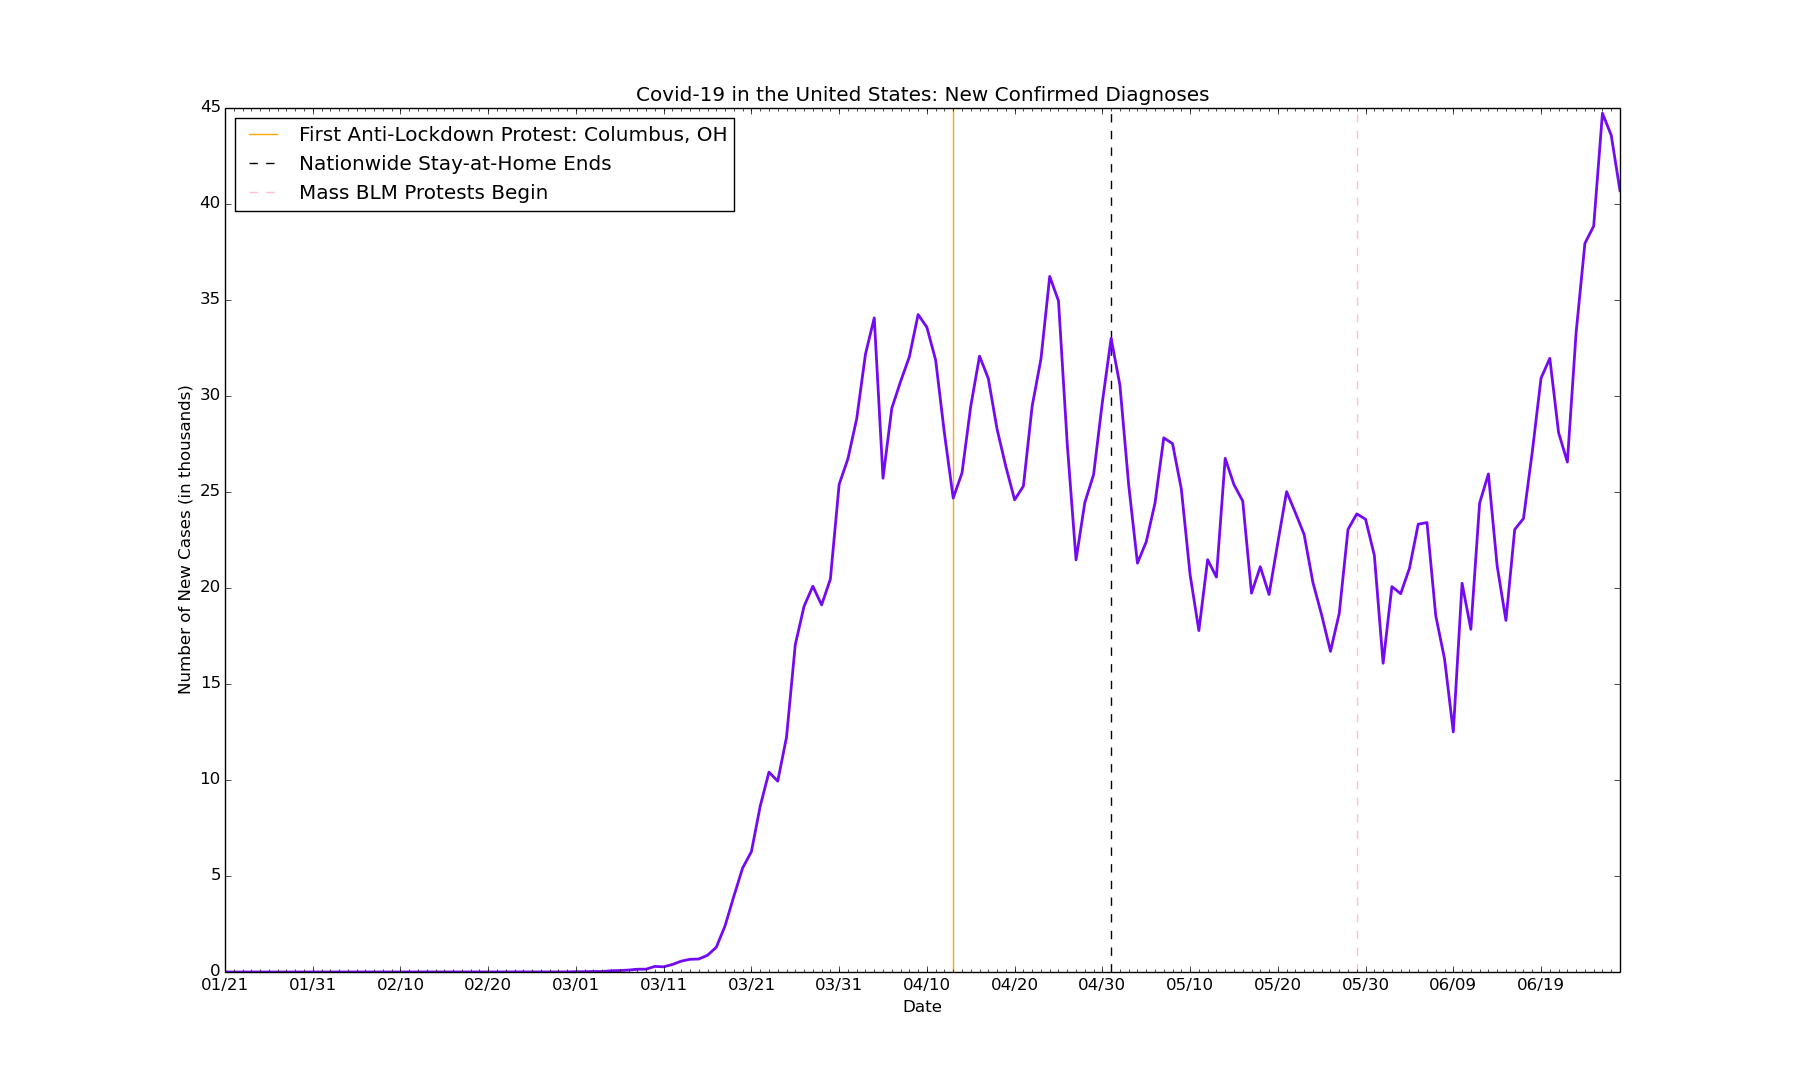 Covid-19 in the United States: New Confirmed Diagnoses
First Anti-Lockdown Protest: Columbus, OH
Nationwide Stay-at-Home Ends
Mass BLM Protests Begin
Number of New Cases (in thousands)
45
40
35
30
25
20
15
10
5
0
01/21 01/31 02/10 02/20 03/01 03/11 03/21 03/31 04/10 04/20 04/30 05/10 05/20 05/30 06/09 06/19
Date